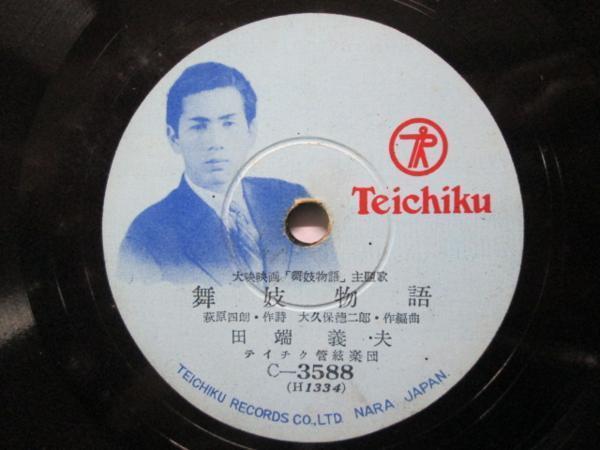 Teichiku
大映映画「舞妓物語」主題歌
舞妓物語
萩原四朗・作詩 大久保徳二郎・作編曲
田端義夫
テイチク管絃楽団
C-3588
(H1334)
TEICHIKU RECORDS CO., LTD. NARA JAPAN.